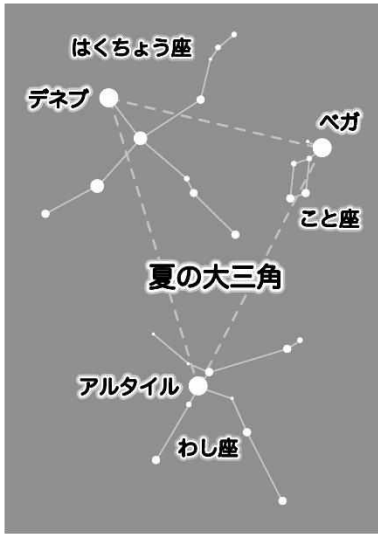 はくちょう座
デネブ
ベガ
こと座
夏の大三角
アルタイル
わし座